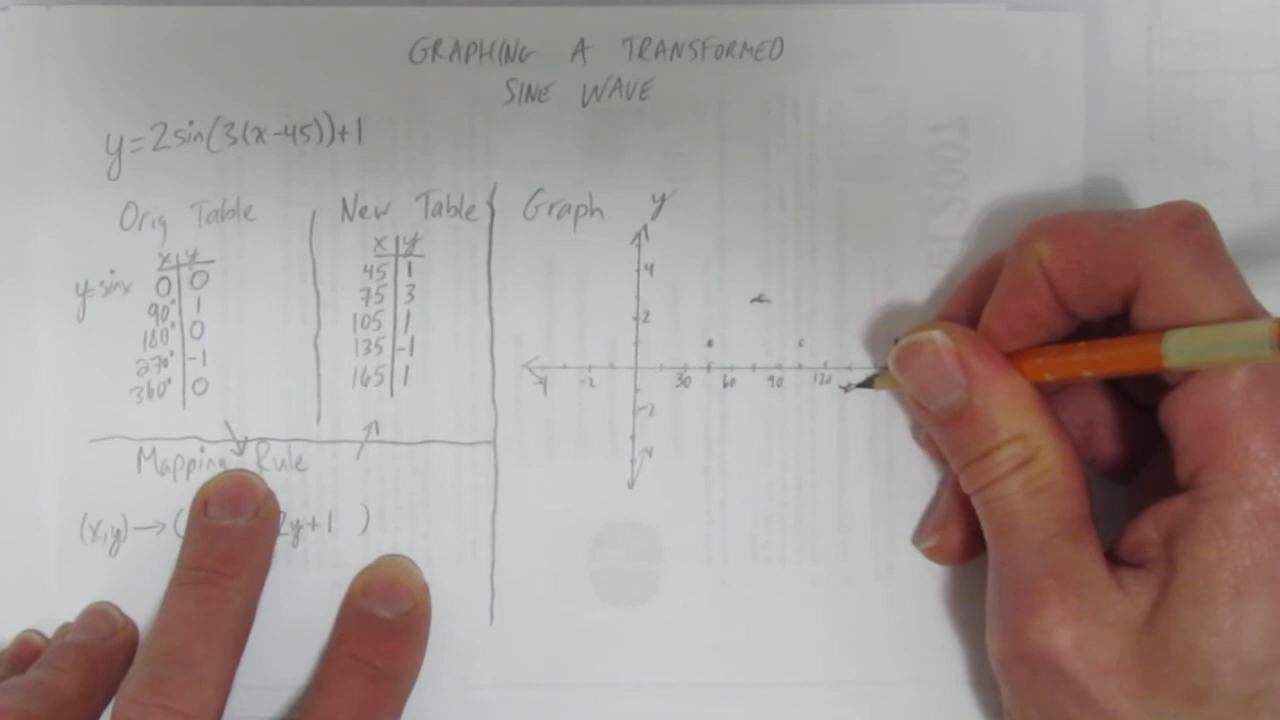 GRAPHING A TRANSFORMED
SINE WAVE
y=2sin(3(x-45))+1
Orig Table
y=sinx
x y
0 0
90° 1
180° 0
270° -1
360° 0
New Table
x y
45 1
75 3
105 1
135 -1
165 1
Mapping Rule
(x,y)→( 2y+1 )
Graph y
4
2
-2 30 60 90 120
-2